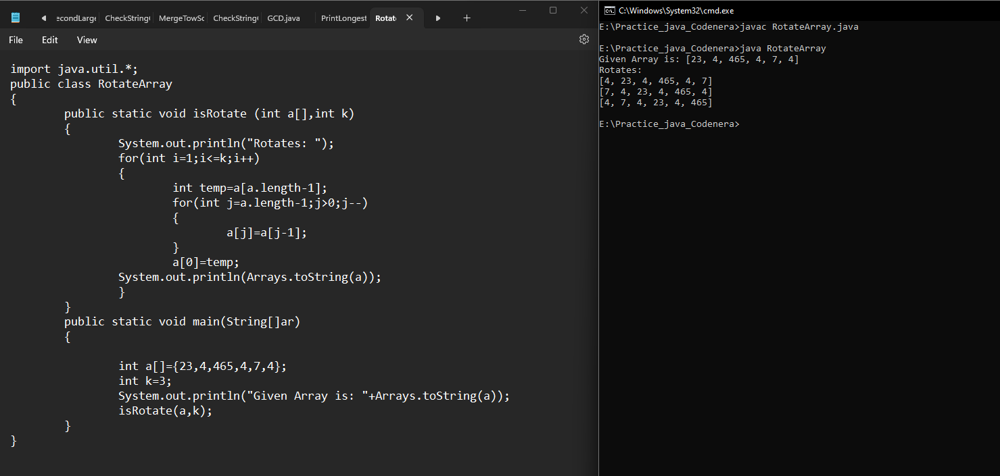 econdLarge CheckString MergeTowSo CheckString GCD.java PrintLongest Rotat
File Edit View
import java.util.*;
public class RotateArray
{
public static void isRotate (int a[],int k)
{
System.out.println("Rotates: ");
for(int i=1;i<=k;i++)
{
int temp=a[a.length-1];
for(int j=a.length-1;j>0;j--)
{
a[j]=a[j-1];
}
a[0]=temp;
System.out.println(Arrays.toString(a));
}
}
public static void main(String[]ar)
{
int a[]={23,4,465,4,7,4};
int k=3;
System.out.println("Given Array is: "+Arrays.toString(a));
isRotate(a,k);
}
}
C:\Windows\System32\cmd.exe
E:\Practice_java_Codenera>javac RotateArray.java
E:\Practice_java_Codenera>java RotateArray
Given Array is: [23, 4, 465, 4, 7, 4]
Rotates:
[4, 23, 4, 465, 4, 7]
[7, 4, 23, 4, 465, 4]
[4, 7, 4, 23, 4, 465]
E:\Practice_java_Codenera>